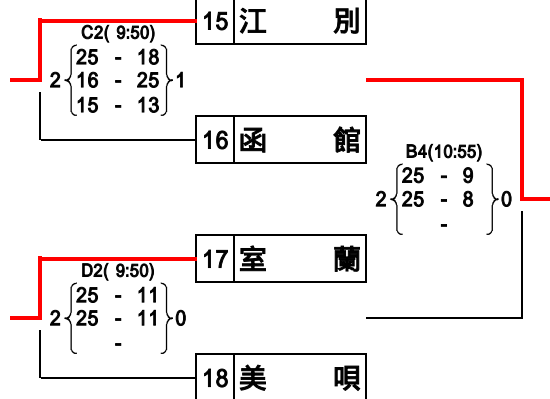 15 江 別
C2( 9:50)
25 - 18
2 16 - 25 1
15 - 13
16 函 館
B4(10:55)
25 - 9
2 25 - 8 0
-
17 室 蘭
D2( 9:50)
25 - 11
2 25 - 11 0
-
18 美 唄